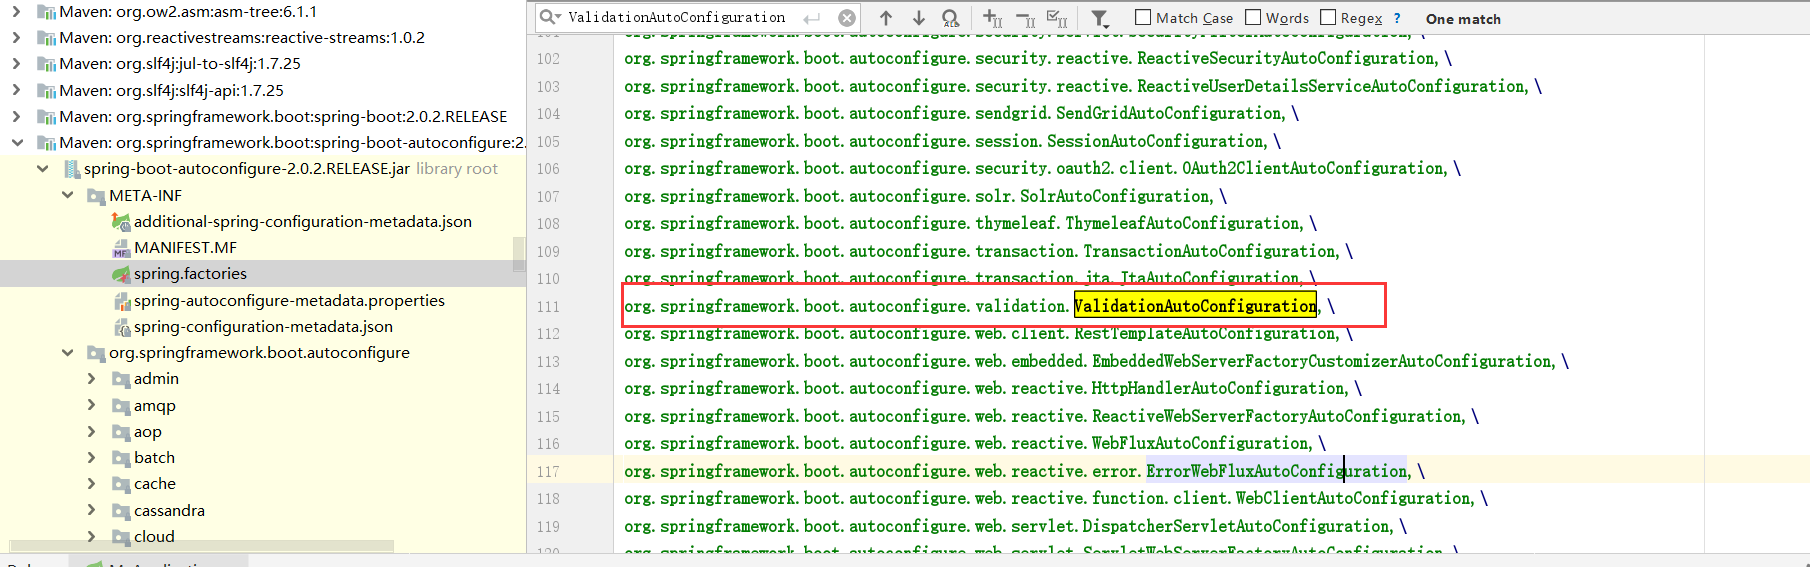 Maven: org.ow2.asm:asm-tree:6.1.1
Maven: org.reactivestreams:reactive-streams:1.0.2
Maven: org.slf4j:jul-to-slf4j:1.7.25
Maven: org.slf4j:slf4j-api:1.7.25
Maven: org.springframework.boot:spring-boot:2.0.2.RELEASE
Maven: org.springframework.boot:spring-boot-autoconfigure:2.
spring-boot-autoconfigure-2.0.2.RELEASE.jar library root
META-INF
additional-spring-configuration-metadata.json
MANIFEST.MF
spring.factories
spring-autoconfigure-metadata.properties
spring-configuration-metadata.json
org.springframework.boot.autoconfigure
admin
amqp
aop
batch
cache
cassandra
cloud
ValidationAutoConfiguration Match Case Words Regex ? One match
102 org.springframework.boot.autoconfigure.security.reactive.ReactiveSecurityAutoConfiguration,\
103 org.springframework.boot.autoconfigure.security.reactive.ReactiveUserDetailsServiceAutoConfiguration,\
104 org.springframework.boot.autoconfigure.sendgrid.SendGridAutoConfiguration,\
105 org.springframework.boot.autoconfigure.session.SessionAutoConfiguration,\
106 org.springframework.boot.autoconfigure.security.oauth2.client.OAuth2ClientAutoConfiguration,\
107 org.springframework.boot.autoconfigure.solr.SolrAutoConfiguration,\
108 org.springframework.boot.autoconfigure.thymeleaf.ThymeleafAutoConfiguration,\
109 org.springframework.boot.autoconfigure.transaction.TransactionAutoConfiguration,\
110 org.springframework.boot.autoconfigure.transaction.jta.JtaAutoConfiguration,\
111 org.springframework.boot.autoconfigure.validation.ValidationAutoConfiguration,\
112 org.springframework.boot.autoconfigure.web.client.RestTemplateAutoConfiguration,\
113 org.springframework.boot.autoconfigure.web.embedded.EmbeddedWebServerFactoryCustomizerAutoConfiguration,\
114 org.springframework.boot.autoconfigure.web.reactive.HttpHandlerAutoConfiguration,\
115 org.springframework.boot.autoconfigure.web.reactive.ReactiveWebServerFactoryAutoConfiguration,\
116 org.springframework.boot.autoconfigure.web.reactive.WebFluxAutoConfiguration,\
117 org.springframework.boot.autoconfigure.web.reactive.error.ErrorWebFluxAutoConfiguration,\
118 org.springframework.boot.autoconfigure.web.reactive.function.client.WebClientAutoConfiguration,\
119 org.springframework.boot.autoconfigure.web.servlet.DispatcherServletAutoConfiguration,\
120 org.springframework.boot.autoconfigure.web.servlet.ServletWebServerFactoryAutoConfiguration,\